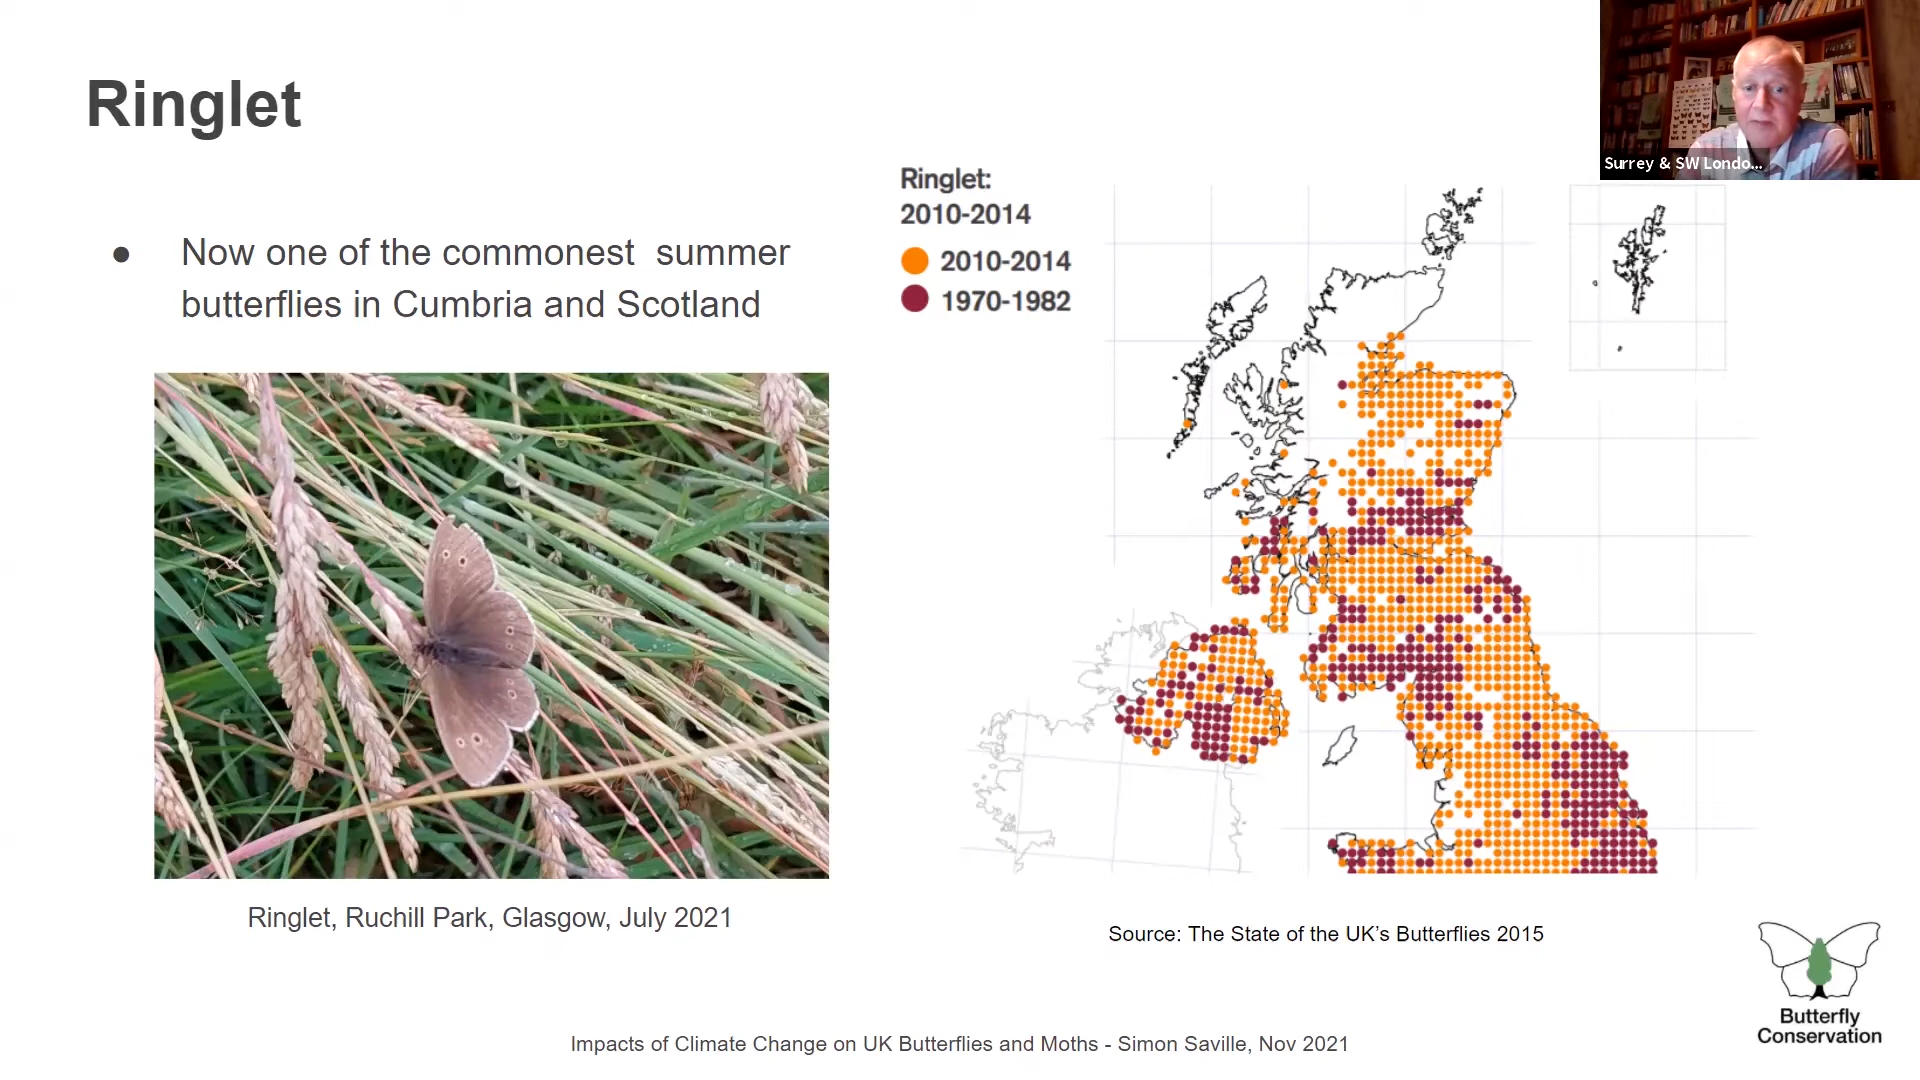 Ringlet
Surrey & SW Londo...
● Now one of the commonest summer
butterflies in Cumbria and Scotland
Ringlet:
2010-2014
2010-2014
1970-1982
Ringlet, Ruchill Park, Glasgow, July 2021
Source: The State of the UK’s Butterflies 2015
Butterfly
Conservation
Impacts of Climate Change on UK Butterflies and Moths - Simon Saville, Nov 2021